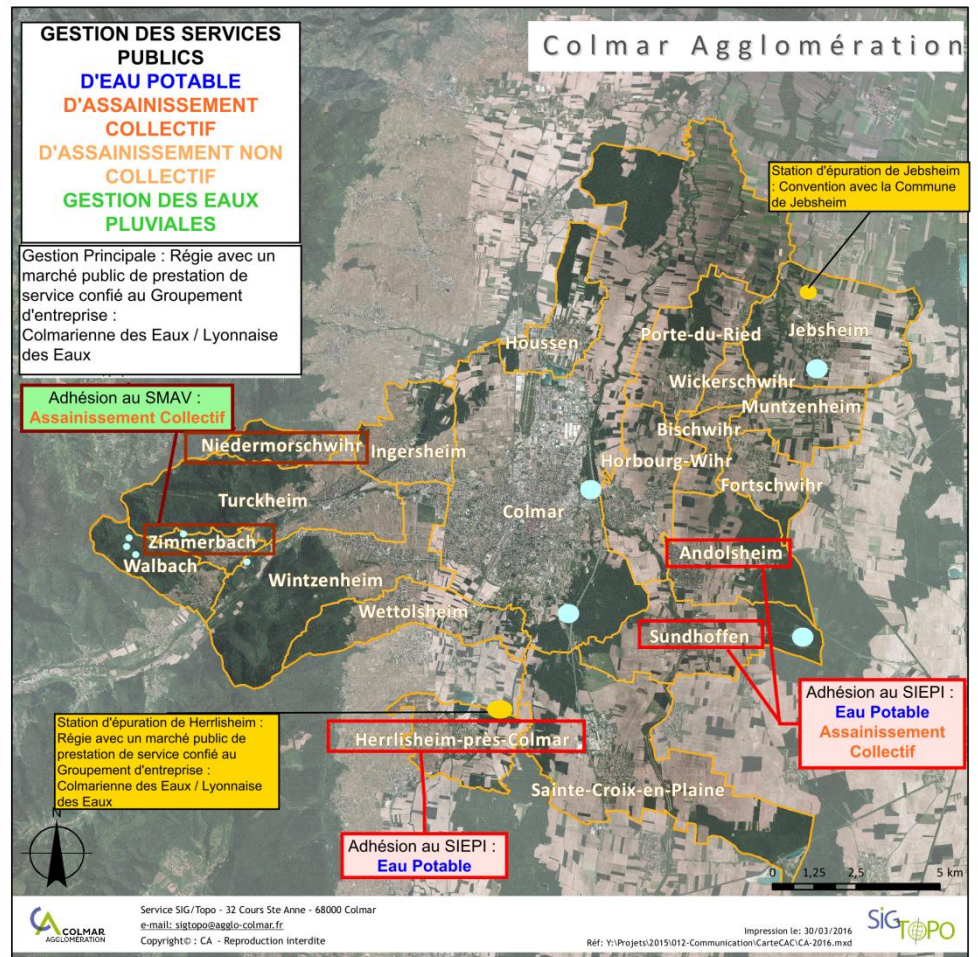 GESTION DES SERVICES
PUBLICS
D'EAU POTABLE
D'ASSAINISSEMENT
COLLECTIF
D'ASSAINISSEMENT NON
COLLECTIF
GESTION DES EAUX
PLUVIALES
Colmar Agglomération
Gestion Principale : Régie avec un
marché public de prestation de
service confié au Groupement
d'entreprise :
Colmarienne des Eaux / Lyonnaise
des Eaux
Station d'épuration de Jebsheim
: Convention avec la Commune
de Jebsheim
Adhésion au SMAV :
Assainissement Collectif
Houssen
Porte-du-Ried
Jebsheim
Wickerschwihr
Muntzenheim
Bischwihr
Niedermorschwihr
Ingersheim
Horbourg-Wihr
Fortschwihr
Turckheim
Colmar
Zimmerbach
Andolsheim
Walbach
Wintzenheim
Wettolsheim
Sundhoffen
Adhésion au SIEPI :
Eau Potable
Assainissement
Collectif
Station d'épuration de Herrlisheim :
Régie avec un marché public de
prestation de service confié au
Groupement d'entreprise :
Colmarienne des Eaux / Lyonnaise
des Eaux
Herrlisheim-près-Colmar
Sainte-Croix-en-Plaine
Adhésion au SIEPI :
Eau Potable
N
0 1,25 2,5 5 km
COLMAR
AGGLOMÉRATION
Service SIG/Topo - 32 Cours Ste Anne - 68000 Colmar
e-mail: sigtopo@agglo-colmar.fr
Copyright© : CA - Reproduction interdite
Impression le: 30/03/2016
Réf: Y:\Projets\2015\012-Communication\CarteCAC\CA-2016.mxd
SIG TOPO